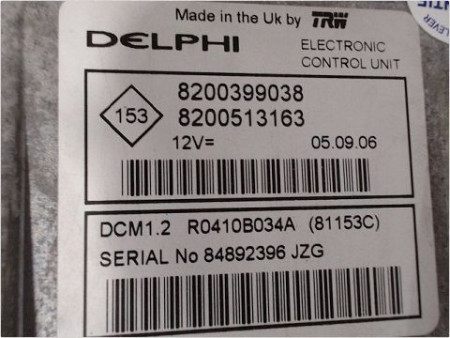 Made in the Uk by TRW
DELPHI
ELECTRONIC
CONTROL UNIT
153
8200399038
8200513163
12V= 05.09.06
DCM1.2 R0410B034A (81153C)
SERIAL No 84892396 JZG